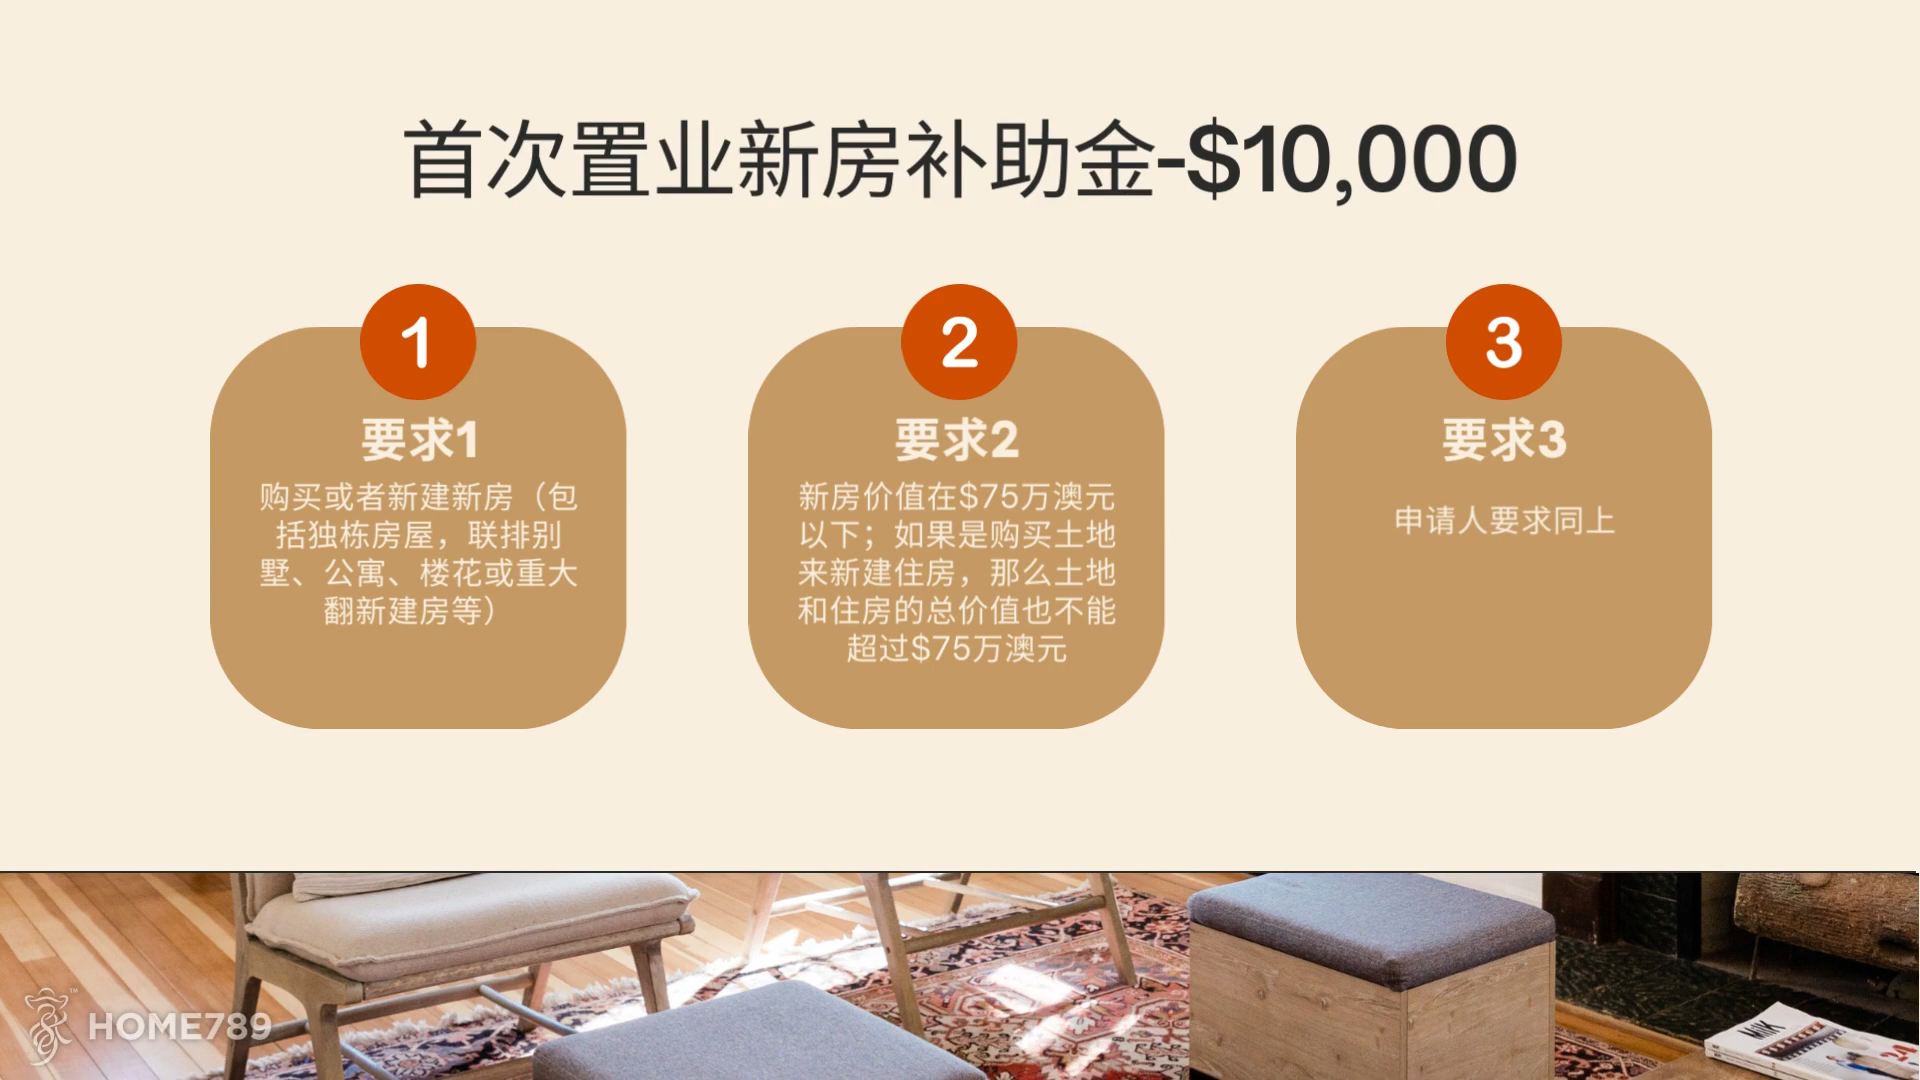 首次置业新房补助金-$10,000
1
要求1
购买或者新建新房（包
括独栋房屋，联排别
墅、公寓、楼花或重大
翻新建房等）
2
要求2
新房价值在$75万澳元
以下；如果是购买土地
来新建住房，那么土地
和住房的总价值也不能
超过$75万澳元
3
要求3
申请人要求同上
HOME789
™
MilK